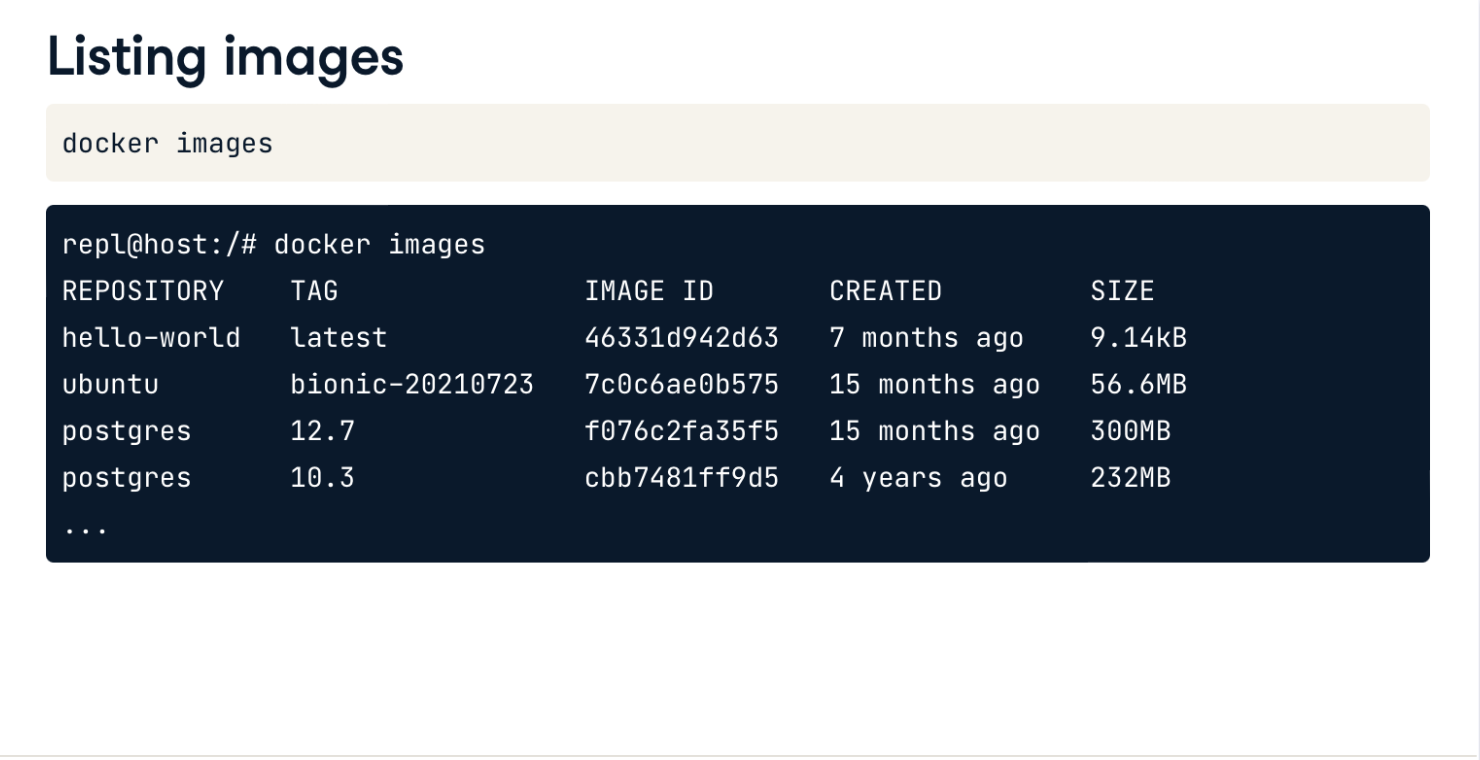 Listing images
docker images
repl@host:/# docker images
REPOSITORY    TAG               IMAGE ID       CREATED         SIZE
hello-world   latest            46331d942d63   7 months ago    9.14kB
ubuntu        bionic-20210723   7c0c6ae0b575   15 months ago   56.6MB
postgres      12.7              f076c2fa35f5   15 months ago   300MB
postgres      10.3              cbb7481ff9d5   4 years ago     232MB
...